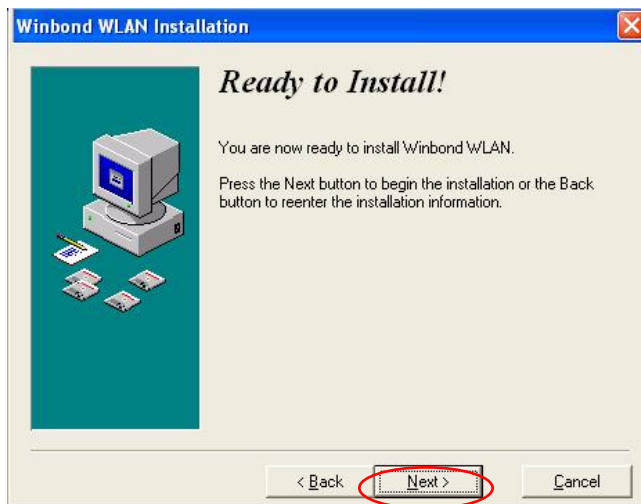 Winbond WLAN Installation
Ready to Install!
You are now ready to install Winbond WLAN.
Press the Next button to begin the installation or the Back
button to reenter the installation information.
< Back
Next >
Cancel